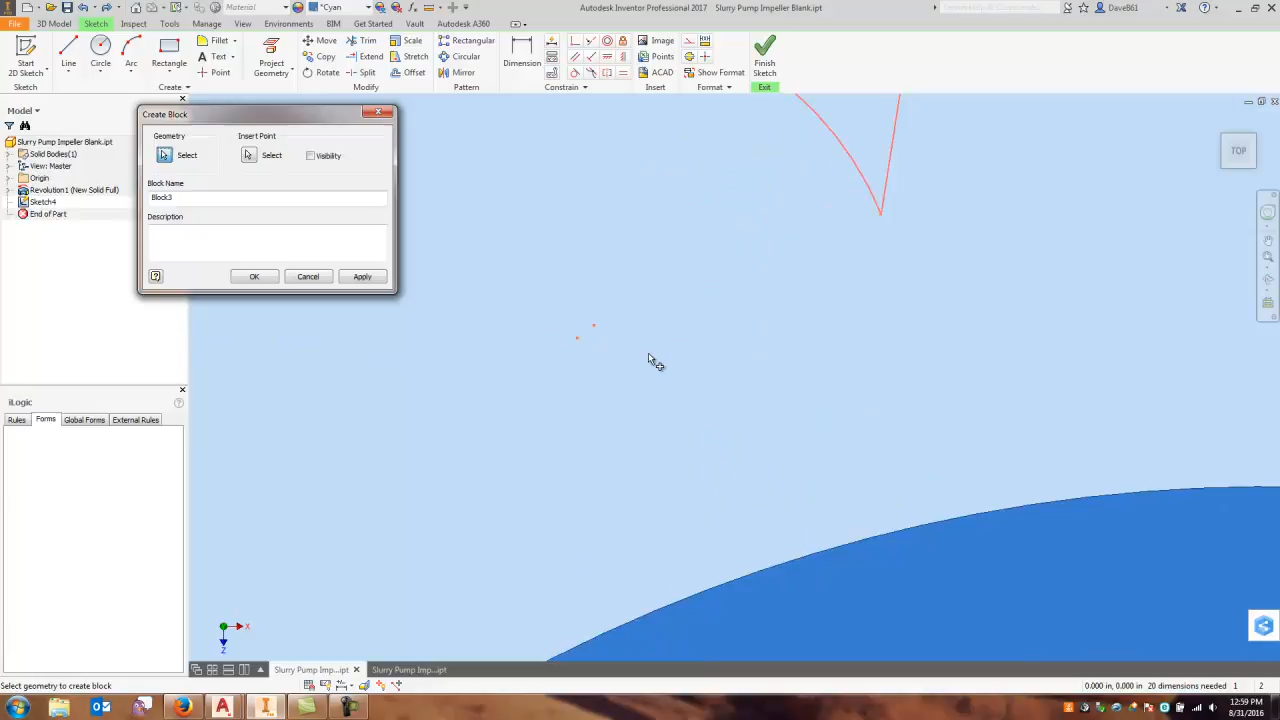 Material
*Cyan
Autodesk Inventor Professional 2017   Slurry Pump Impeller Blank.ipt
DaveB61
File
3D Model
Sketch
Inspect
Tools
Manage
View
Environments
BIM
Get Started
Vault
Autodesk A360
Start
2D Sketch
Line
Circle
Arc
Rectangle
Fillet
Text
Point
Project
Geometry
Move
Copy
Rotate
Trim
Extend
Split
Scale
Stretch
Offset
Rectangular
Circular
Mirror
Dimension
Image
Points
ACAD
Show Format
Finish
Sketch
Sketch
Create
Modify
Pattern
Constrain
Insert
Format
Exit
Model
Slurry Pump Impeller Blank.ipt
Solid Bodies(1)
View: Master
Origin
Revolution1 (New Solid Full)
Sketch4
End of Part
Create Block
Geometry
Insert Point
Select
Select
Visibility
Block Name
Block3
Description
OK
Cancel
Apply
TOP
iLogic
Rules
Forms
Global Forms
External Rules
X
Z
Slurry Pump Imp...ipt
Slurry Pump Imp...ipt
Select geometry to create block
0.000 in, 0.000 in   20 dimensions needed   1   2
12:59 PM
8/31/2016